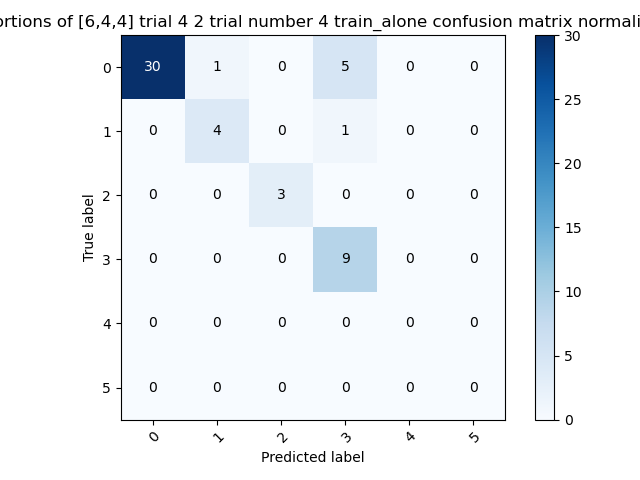 of [6,4,4] trial 4 2 trial number 4 train_alone confusion matrix
0 30 1 0 5 0 0
1 0 4 0 1 0 0
2 0 0 3 0 0 0
3 0 0 0 9 0 0
4 0 0 0 0 0 0
5 0 0 0 0 0 0
0 1 2 3 4 5
True label
Predicted label
30
25
20
15
10
5
0